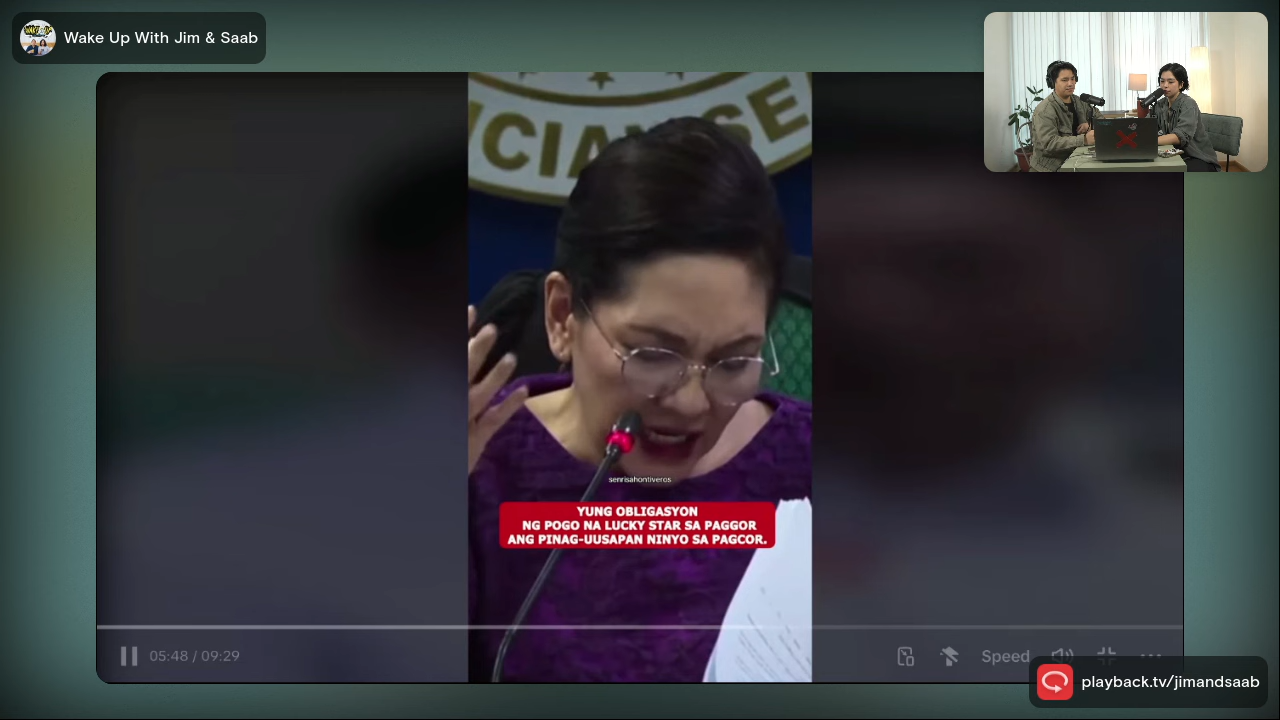 Wake Up With Jim & Saab
senrisahontiveros
YUNG OBLIGASYON
NG POGO NA LUCKY STAR SA PAGGOR
ANG PINAG-UUSAPAN NINYO SA PAGCOR.
05:48 / 09:29
Speed
playback.tv/jimandsaab